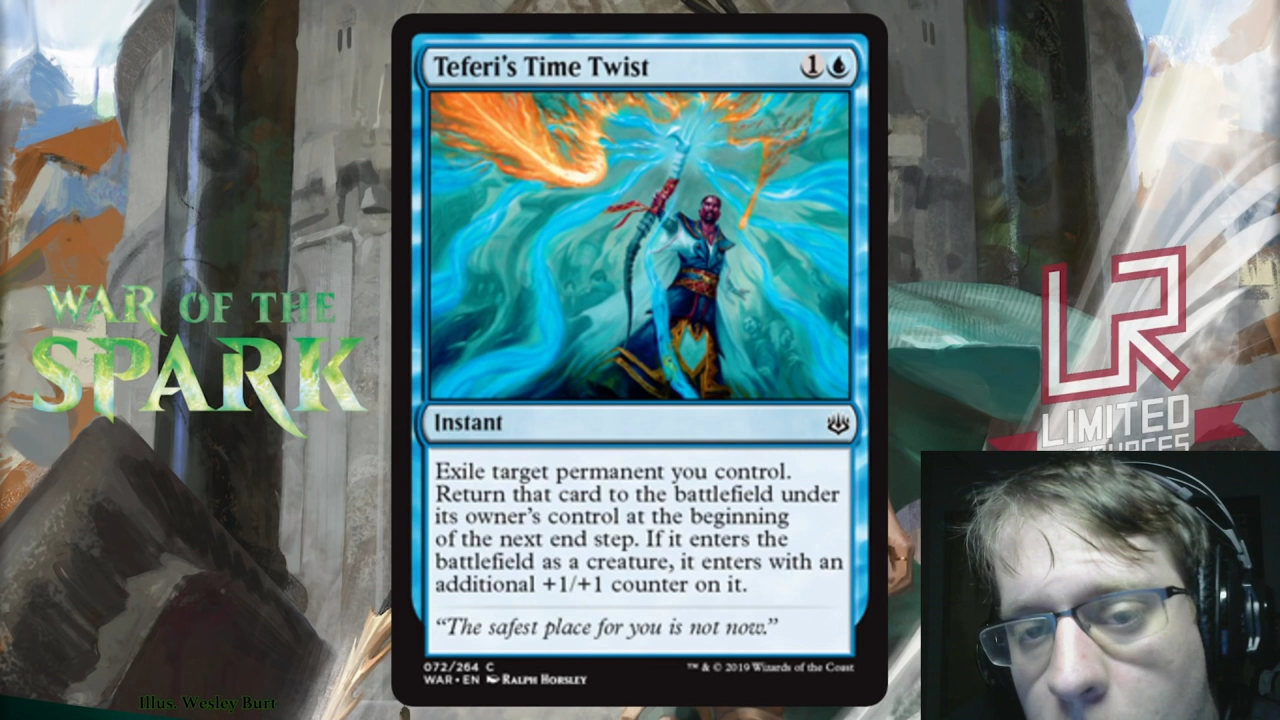 Teferi's Time Twist
1
WAR OF THE
SPARK
Instant
LR
LIMITED
RESOURCES
Exile target permanent you control.
Return that card to the battlefield under
its owner's control at the beginning
of the next end step. If it enters the
battlefield as a creature, it enters with an
additional +1/+1 counter on it.
"The safest place for you is not now."
072/264 C
™ & © 2019 Wizards of the Coast
WAR • EN RALPH HORSLEY
Illus. Wesley Burt